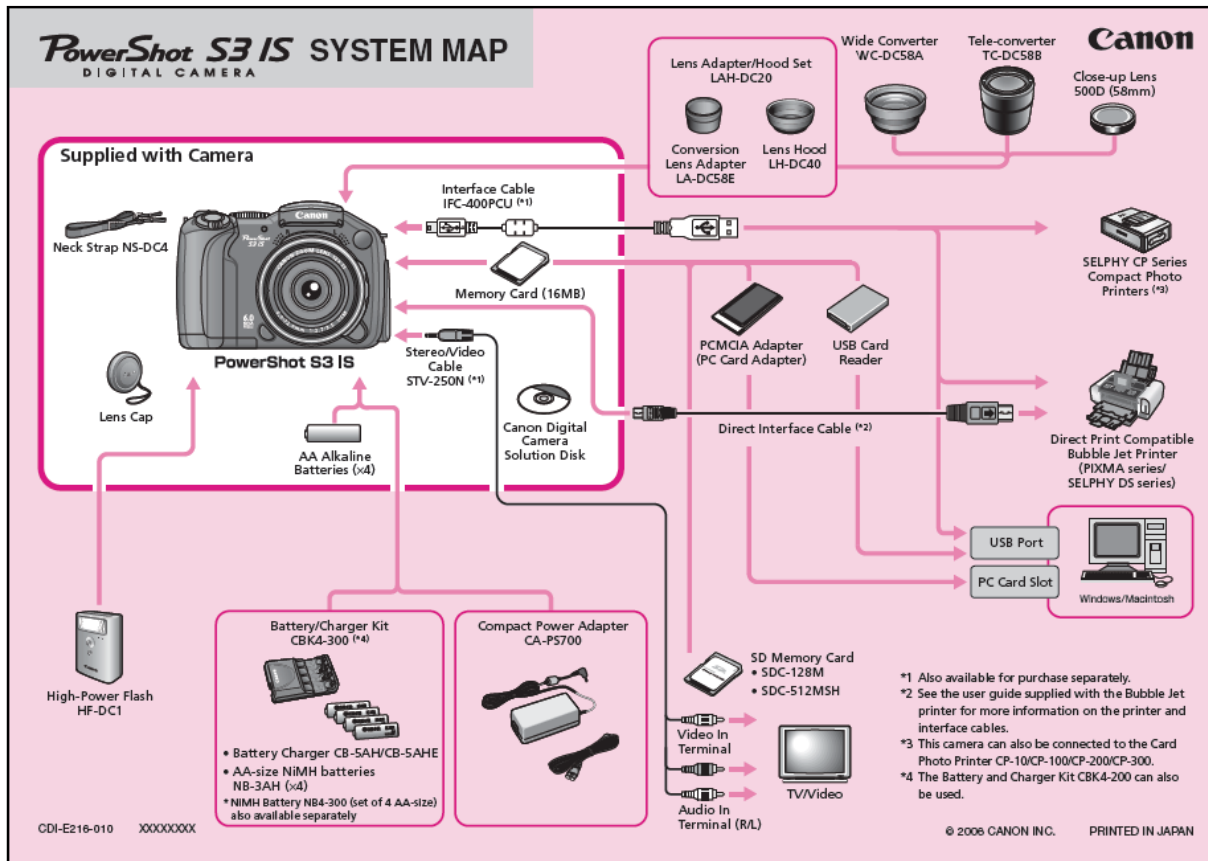 PowerShot S3 IS SYSTEM MAP
DIGITAL CAMERA
Canon
Lens Adapter/Hood Set
LAH-DC20
Conversion
Lens Adapter
LA-DC58E
Lens Hood
LH-DC40
Wide Converter
WC-DC58A
Tele-converter
TC-DC58B
Close-up Lens
500D (58mm)
Supplied with Camera
Neck Strap NS-DC4
Interface Cable
IFC-400PCU (*1)
Canon
PowerShot
S3 IS
6.0
Memory Card (16MB)
PowerShot S3 IS
Stereo/Video
Cable
STV-250N (*1)
Lens Cap
AA Alkaline
Batteries (×4)
Canon Digital
Camera
Solution Disk
SELPHY CP Series
Compact Photo
Printers (*3)
PCMCIA Adapter
(PC Card Adapter)
USB Card
Reader
Direct Interface Cable (*2)
Direct Print Compatible
Bubble Jet Printer
(PIXMA series/
SELPHY DS series)
USB Port
PC Card Slot
Windows/Macintosh
High-Power Flash
HF-DC1
Battery/Charger Kit
CBK4-300 (*4)
• Battery Charger CB-5AH/CB-5AHE
• AA-size NiMH batteries
NB-3AH (×4)
* NiMH Battery NB4-300 (set of 4 AA-size)
also available separately
Compact Power Adapter
CA-PS700
SD Memory Card
• SDC-128M
• SDC-512MSH
Video In
Terminal
Audio In
Terminal (R/L)
TV/Video
*1 Also available for purchase separately.
*2 See the user guide supplied with the Bubble Jet
printer for more information on the printer and
interface cables.
*3 This camera can also be connected to the Card
Photo Printer CP-10/CP-100/CP-200/CP-300.
*4 The Battery and Charger Kit CBK4-200 can also
be used.
CDI-E216-010 XXXXXXXX
© 2006 CANON INC. PRINTED IN JAPAN